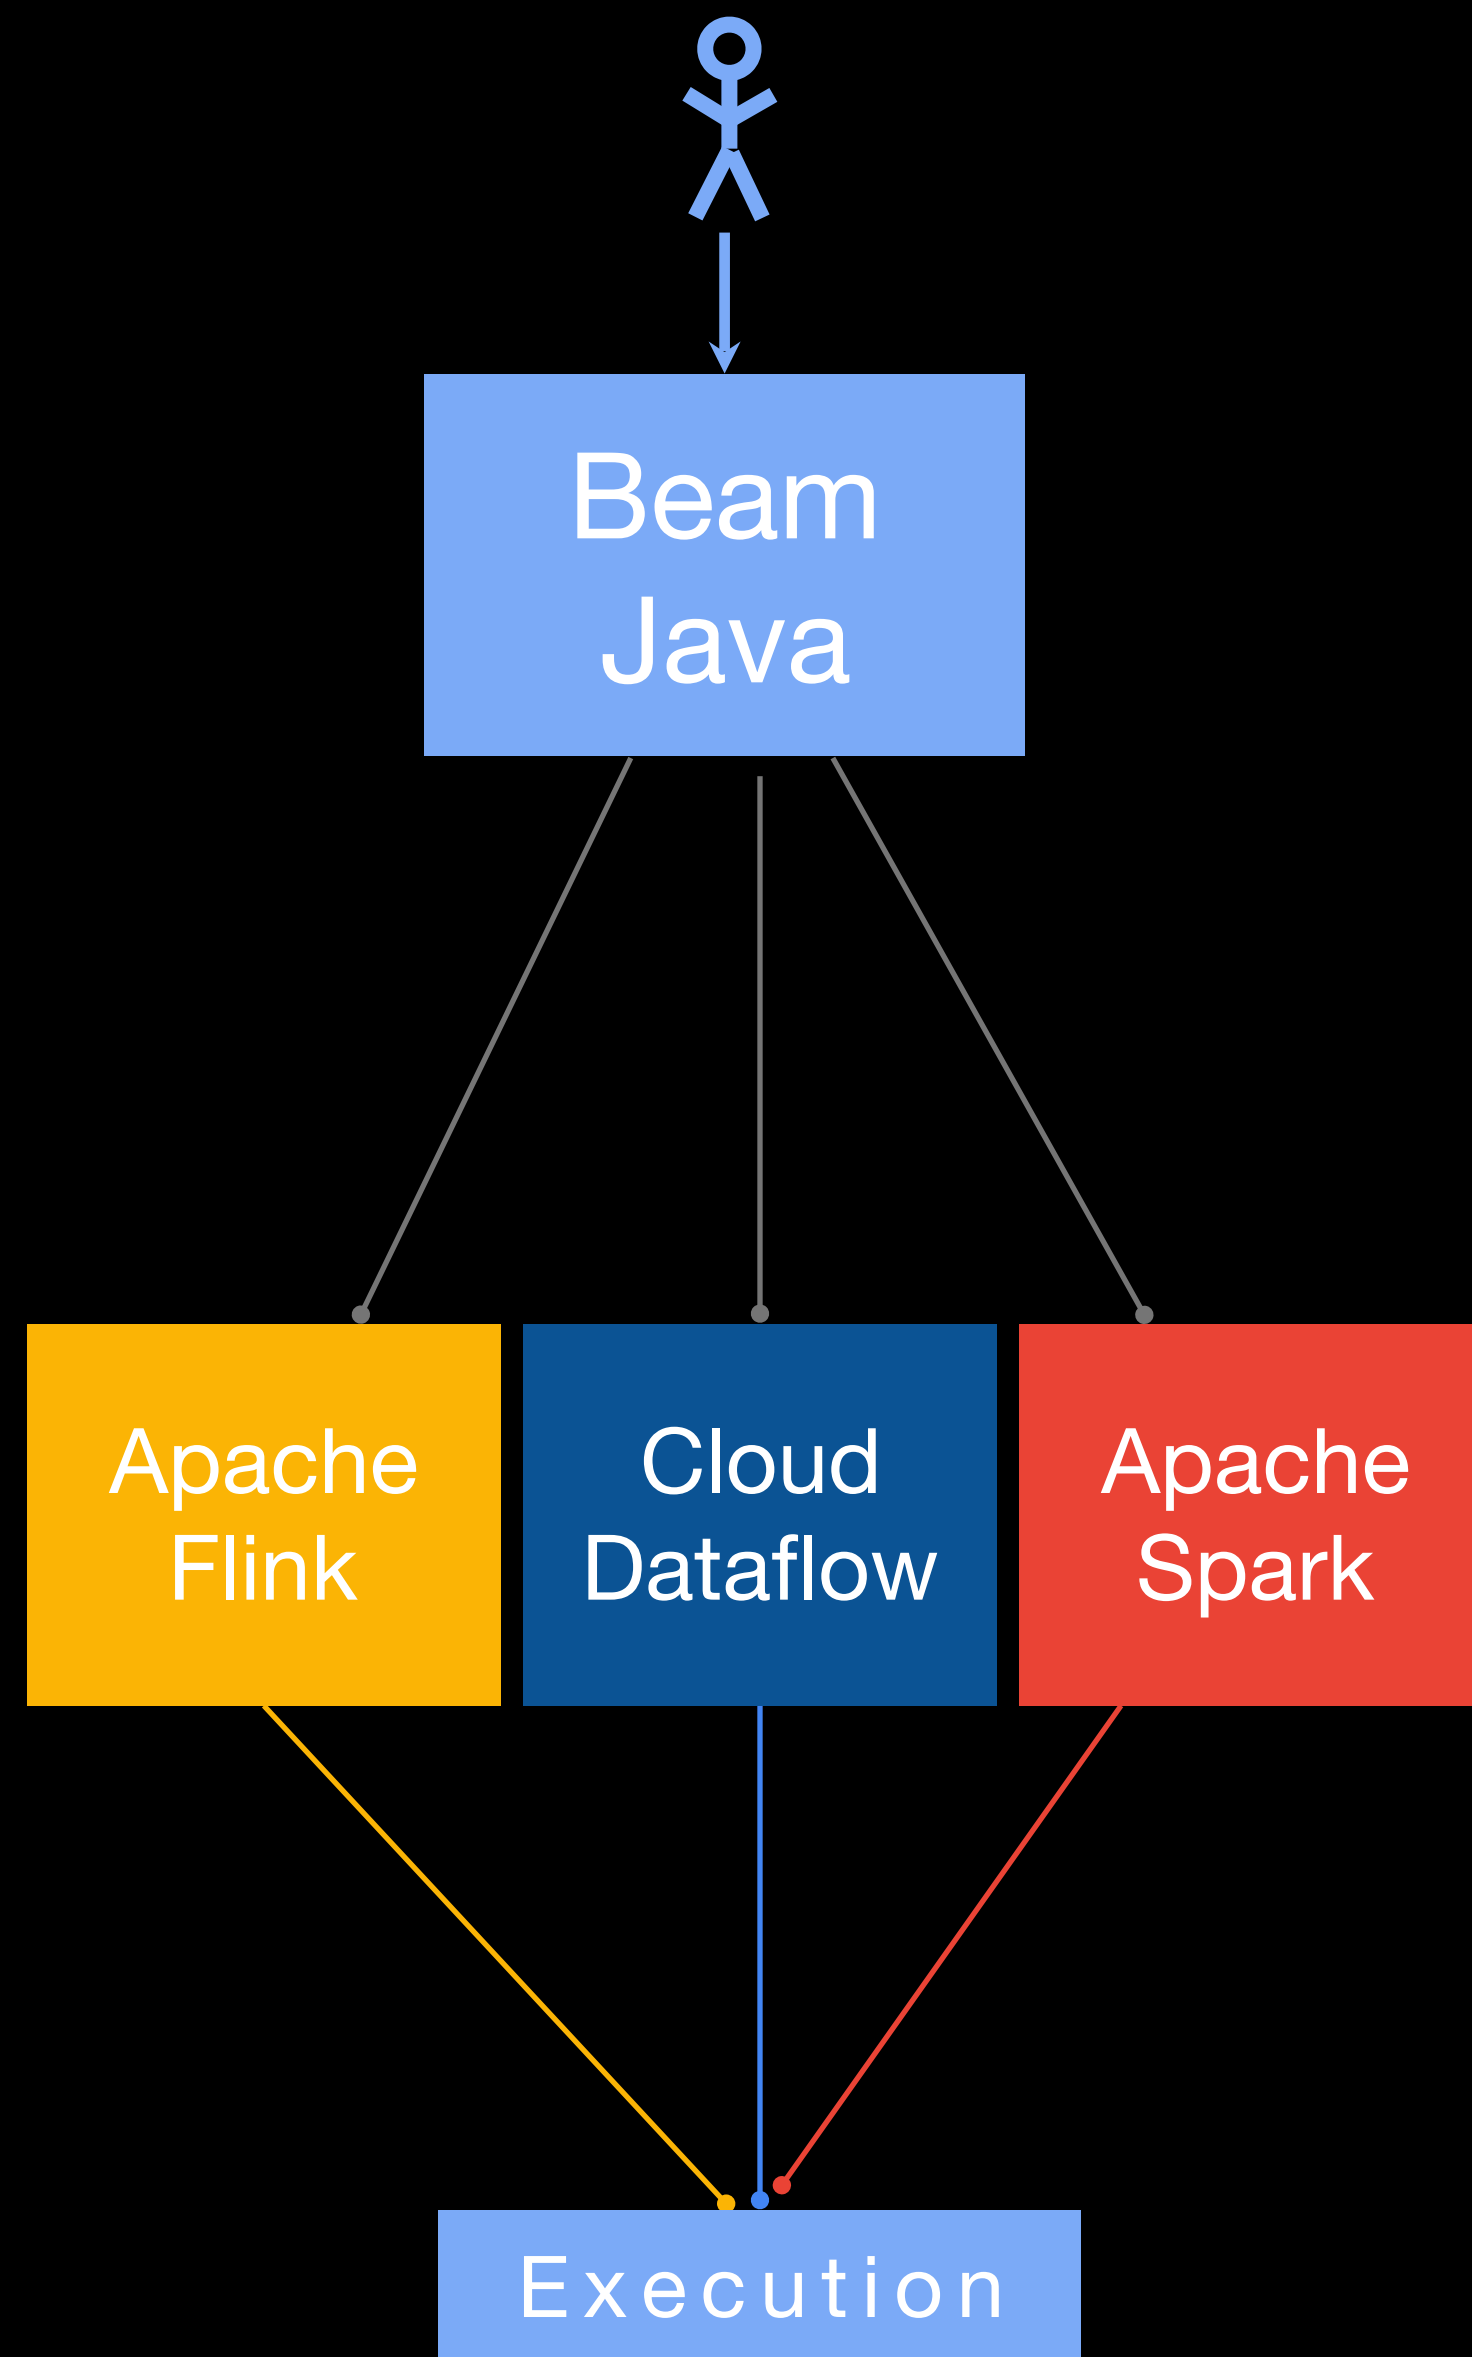 Beam
Java
Apache
Flink
Cloud
Dataflow
Apache
Spark
Execution